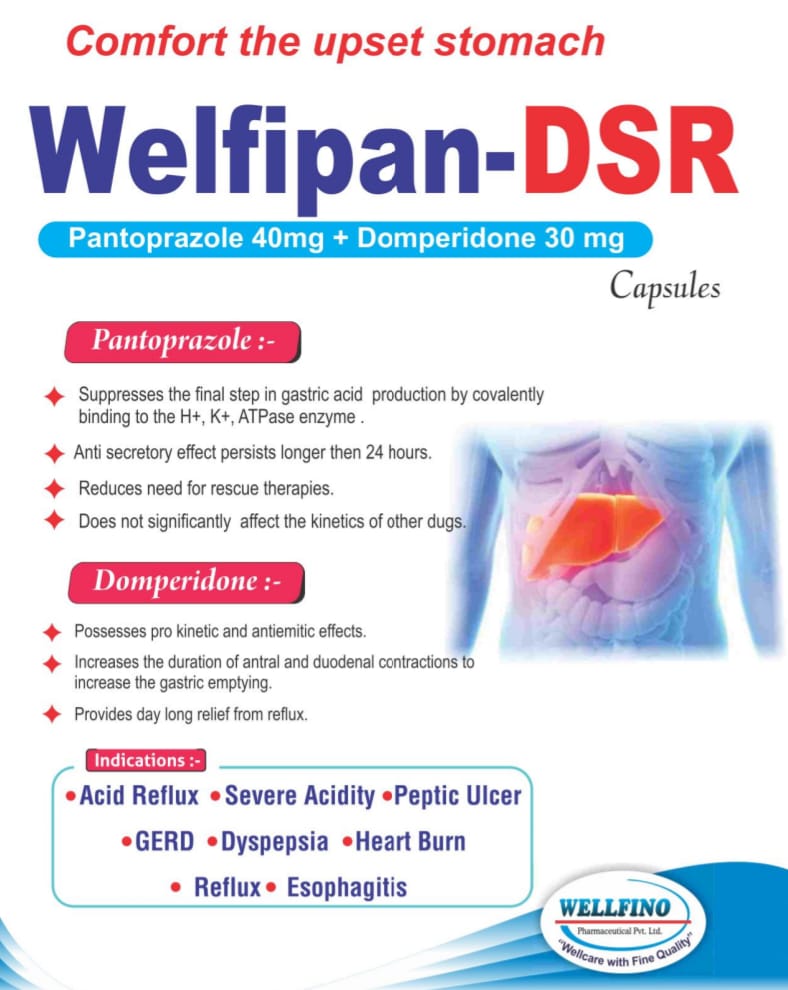 Comfort the upset stomach
Welfipan-DSR
Pantoprazole 40mg + Domperidone 30 mg
Capsules
Pantoprazole :-
Suppresses the final step in gastric acid production by covalently
binding to the H+, K+, ATPase enzyme .
Anti secretory effect persists longer then 24 hours.
Reduces need for rescue therapies.
Does not significantly affect the kinetics of other dugs.
Domperidone :-
Possesses pro kinetic and antiemitic effects.
Increases the duration of antral and duodenal contractions to
increase the gastric emptying.
Provides day long relief from reflux.
Indications :-
•Acid Reflux •Severe Acidity •Peptic Ulcer
•GERD •Dyspepsia •Heart Burn
• Reflux • Esophagitis
WELLFINO
Pharmaceutical Pvt. Ltd.
"Wellcare with Fine Quality"